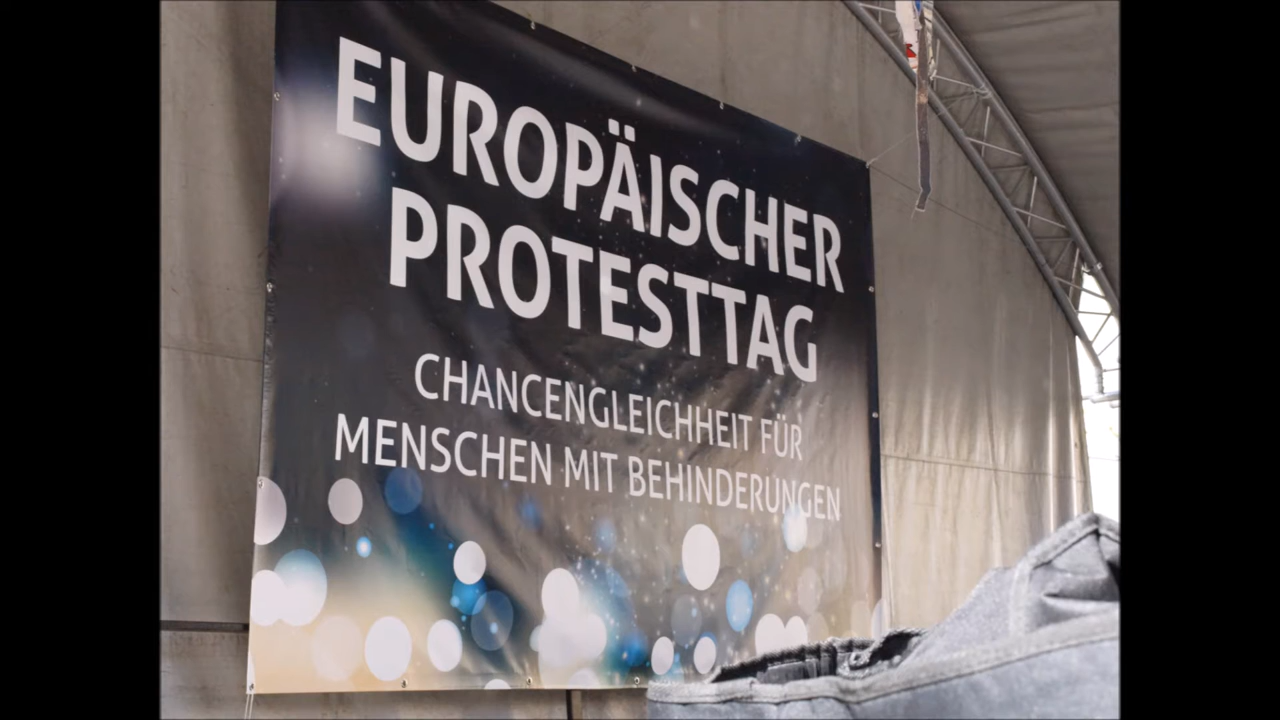 EUROPÄISCHER
PROTESTTAG
CHANCENGLEICHHEIT FÜR
MENSCHEN MIT BEHINDERUNGEN